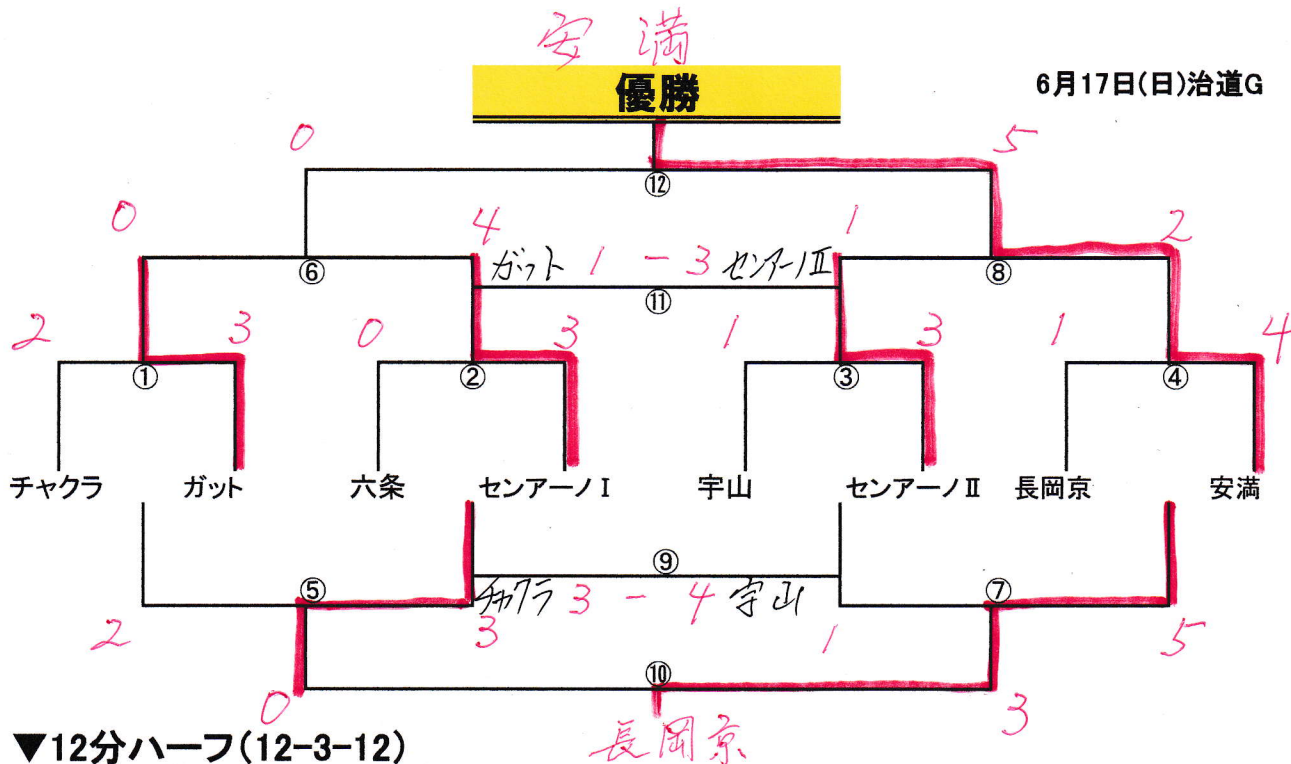 安満
優勝
6月17日(日)治道G
0 5
⑫
0 4 1 2
⑥ ガット 1 - 3 センアーノⅡ ⑧
⑪
2 3 0 3 1 3 1 4
① ② ③ ④
チャクラ ガット 六条 センアーノⅠ 宇山 センアーノⅡ 長岡京 安満
⑨
⑤ チャクラ 3 - 4 宇山 ⑦
2 3 1 5
⑩
0 3
長岡京
▼12分ハーフ(12-3-12)